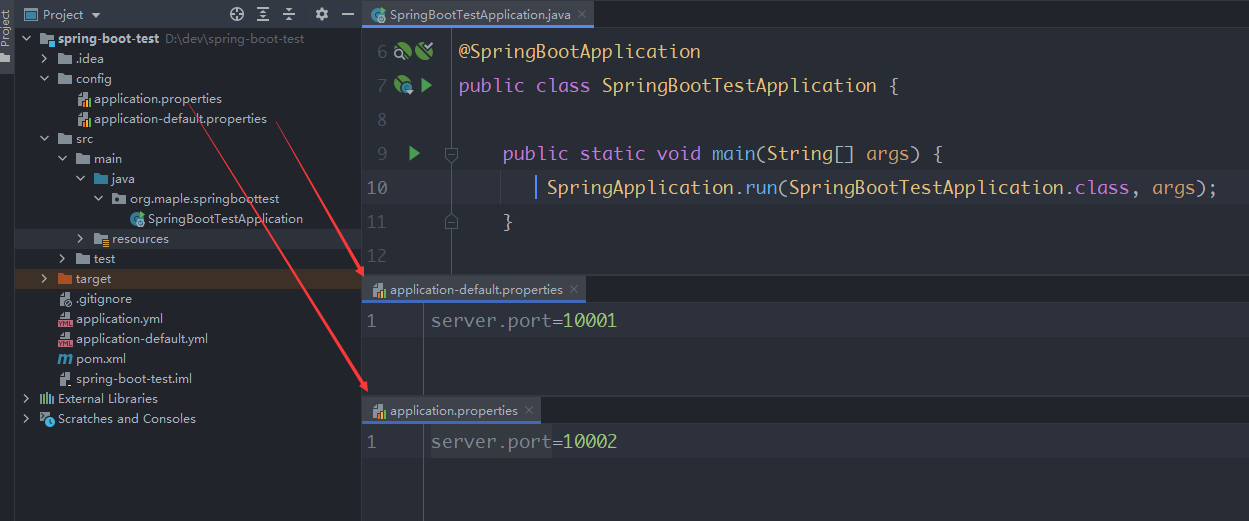 Project
Project
spring-boot-test D:\dev\spring-boot-test
.idea
config
application.properties
application-default.properties
src
main
java
org.maple.springboottest
SpringBootTestApplication
resources
test
target
.gitignore
application.yml
application-default.yml
pom.xml
spring-boot-test.iml
External Libraries
Scratches and Consoles
SpringBootTestApplication.java
6 @SpringBootApplication
7 public class SpringBootTestApplication {
8
9 public static void main(String[] args) {
10 SpringApplication.run(SpringBootTestApplication.class, args);
11 }
12
application-default.properties
1 server.port=10001
application.properties
1 server.port=10002